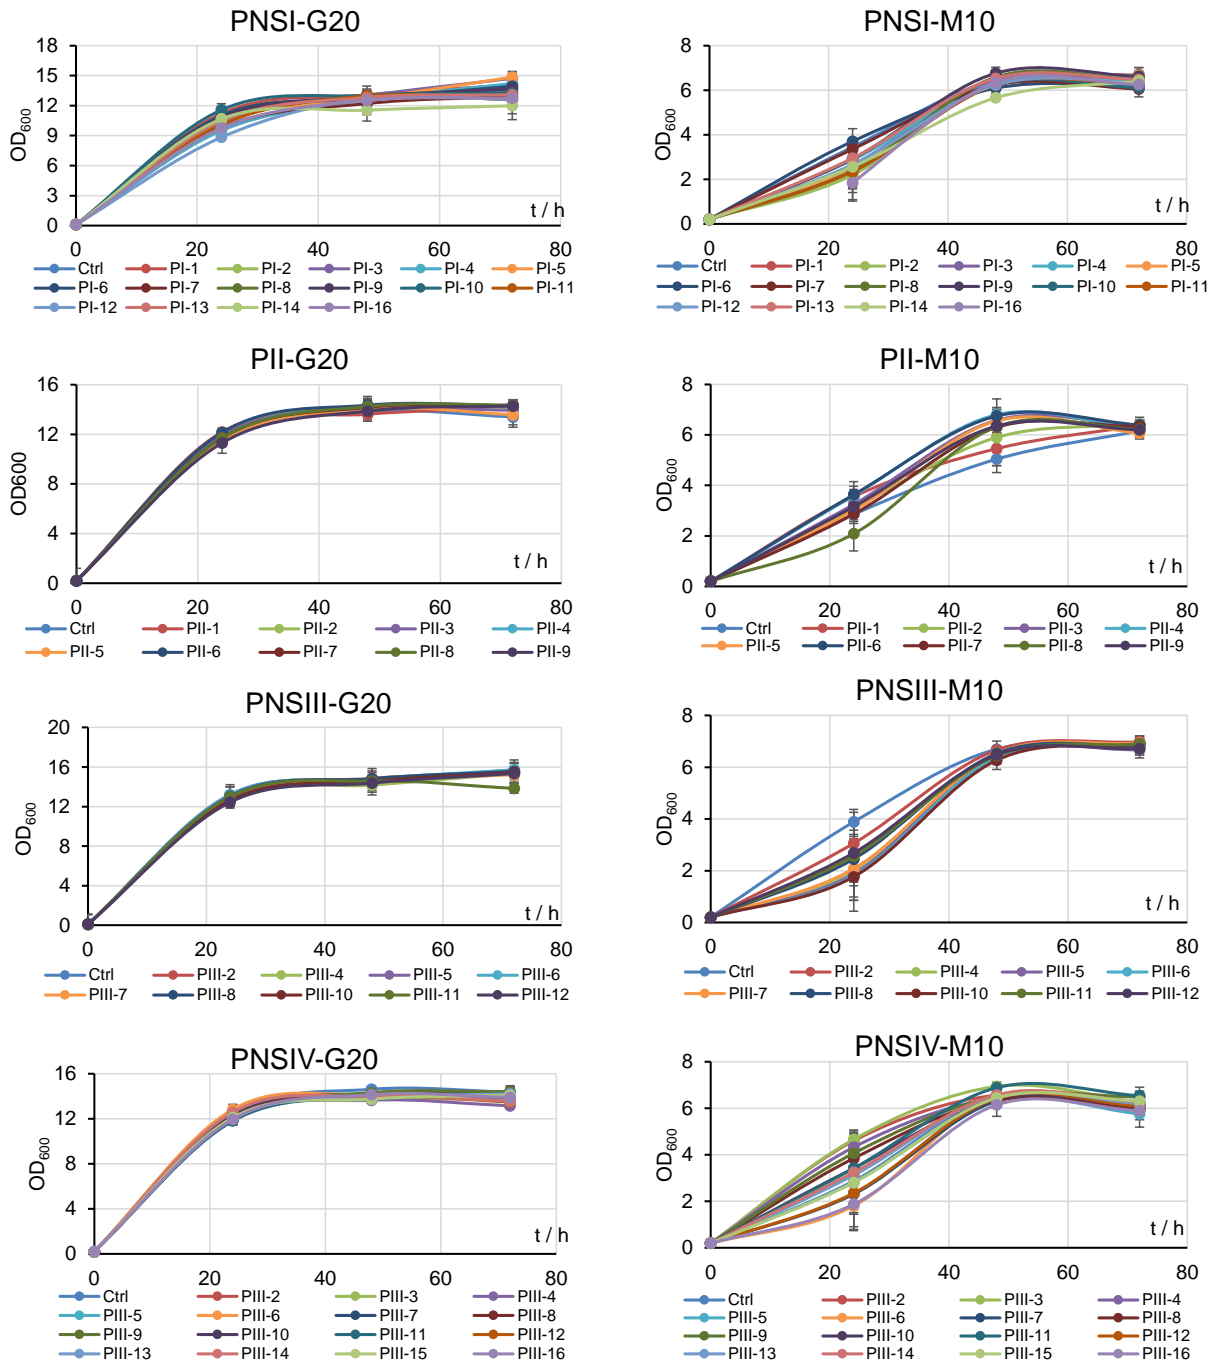 PNSI-G20
18
15
12
9
6
3
0
OD600
t / h
0 20 40 60 80
Ctrl PI-1 PI-2 PI-3 PI-4 PI-5
PI-6 PI-7 PI-8 PI-9 PI-10 PI-11
PI-12 PI-13 PI-14 PI-16
PNSI-M10
8
6
4
2
0
OD600
t / h
0 20 40 60 80
Ctrl PI-1 PI-2 PI-3 PI-4 PI-5
PI-6 PI-7 PI-8 PI-9 PI-10 PI-11
PI-12 PI-13 PI-14 PI-16
PII-G20
16
12
8
4
0
OD600
t / h
0 20 40 60 80
Ctrl PII-1 PII-2 PII-3 PII-4
PII-5 PII-6 PII-7 PII-8 PII-9
PII-M10
8
6
4
2
0
OD600
t / h
0 20 40 60 80
Ctrl PII-1 PII-2 PII-3 PII-4
PII-5 PII-6 PII-7 PII-8 PII-9
PNSIII-G20
20
16
12
8
4
0
OD600
t / h
0 20 40 60 80
Ctrl PIII-2 PIII-4 PIII-5 PIII-6
PIII-7 PIII-8 PIII-10 PIII-11 PIII-12
PNSIII-M10
8
6
4
2
0
OD600
t / h
0 20 40 60 80
Ctrl PIII-2 PIII-4 PIII-5 PIII-6
PIII-7 PIII-8 PIII-10 PIII-11 PIII-12
PNSIV-G20
16
12
8
4
0
OD600
t / h
0 20 40 60 80
Ctrl PIII-2 PIII-3 PIII-4
PIII-5 PIII-6 PIII-7 PIII-8
PIII-9 PIII-10 PIII-11 PIII-12
PIII-13 PIII-14 PIII-15 PIII-16
PNSIV-M10
8
6
4
2
0
OD600
t / h
0 20 40 60 80
Ctrl PIII-2 PIII-3 PIII-4
PIII-5 PIII-6 PIII-7 PIII-8
PIII-9 PIII-10 PIII-11 PIII-12
PIII-13 PIII-14 PIII-15 PIII-16